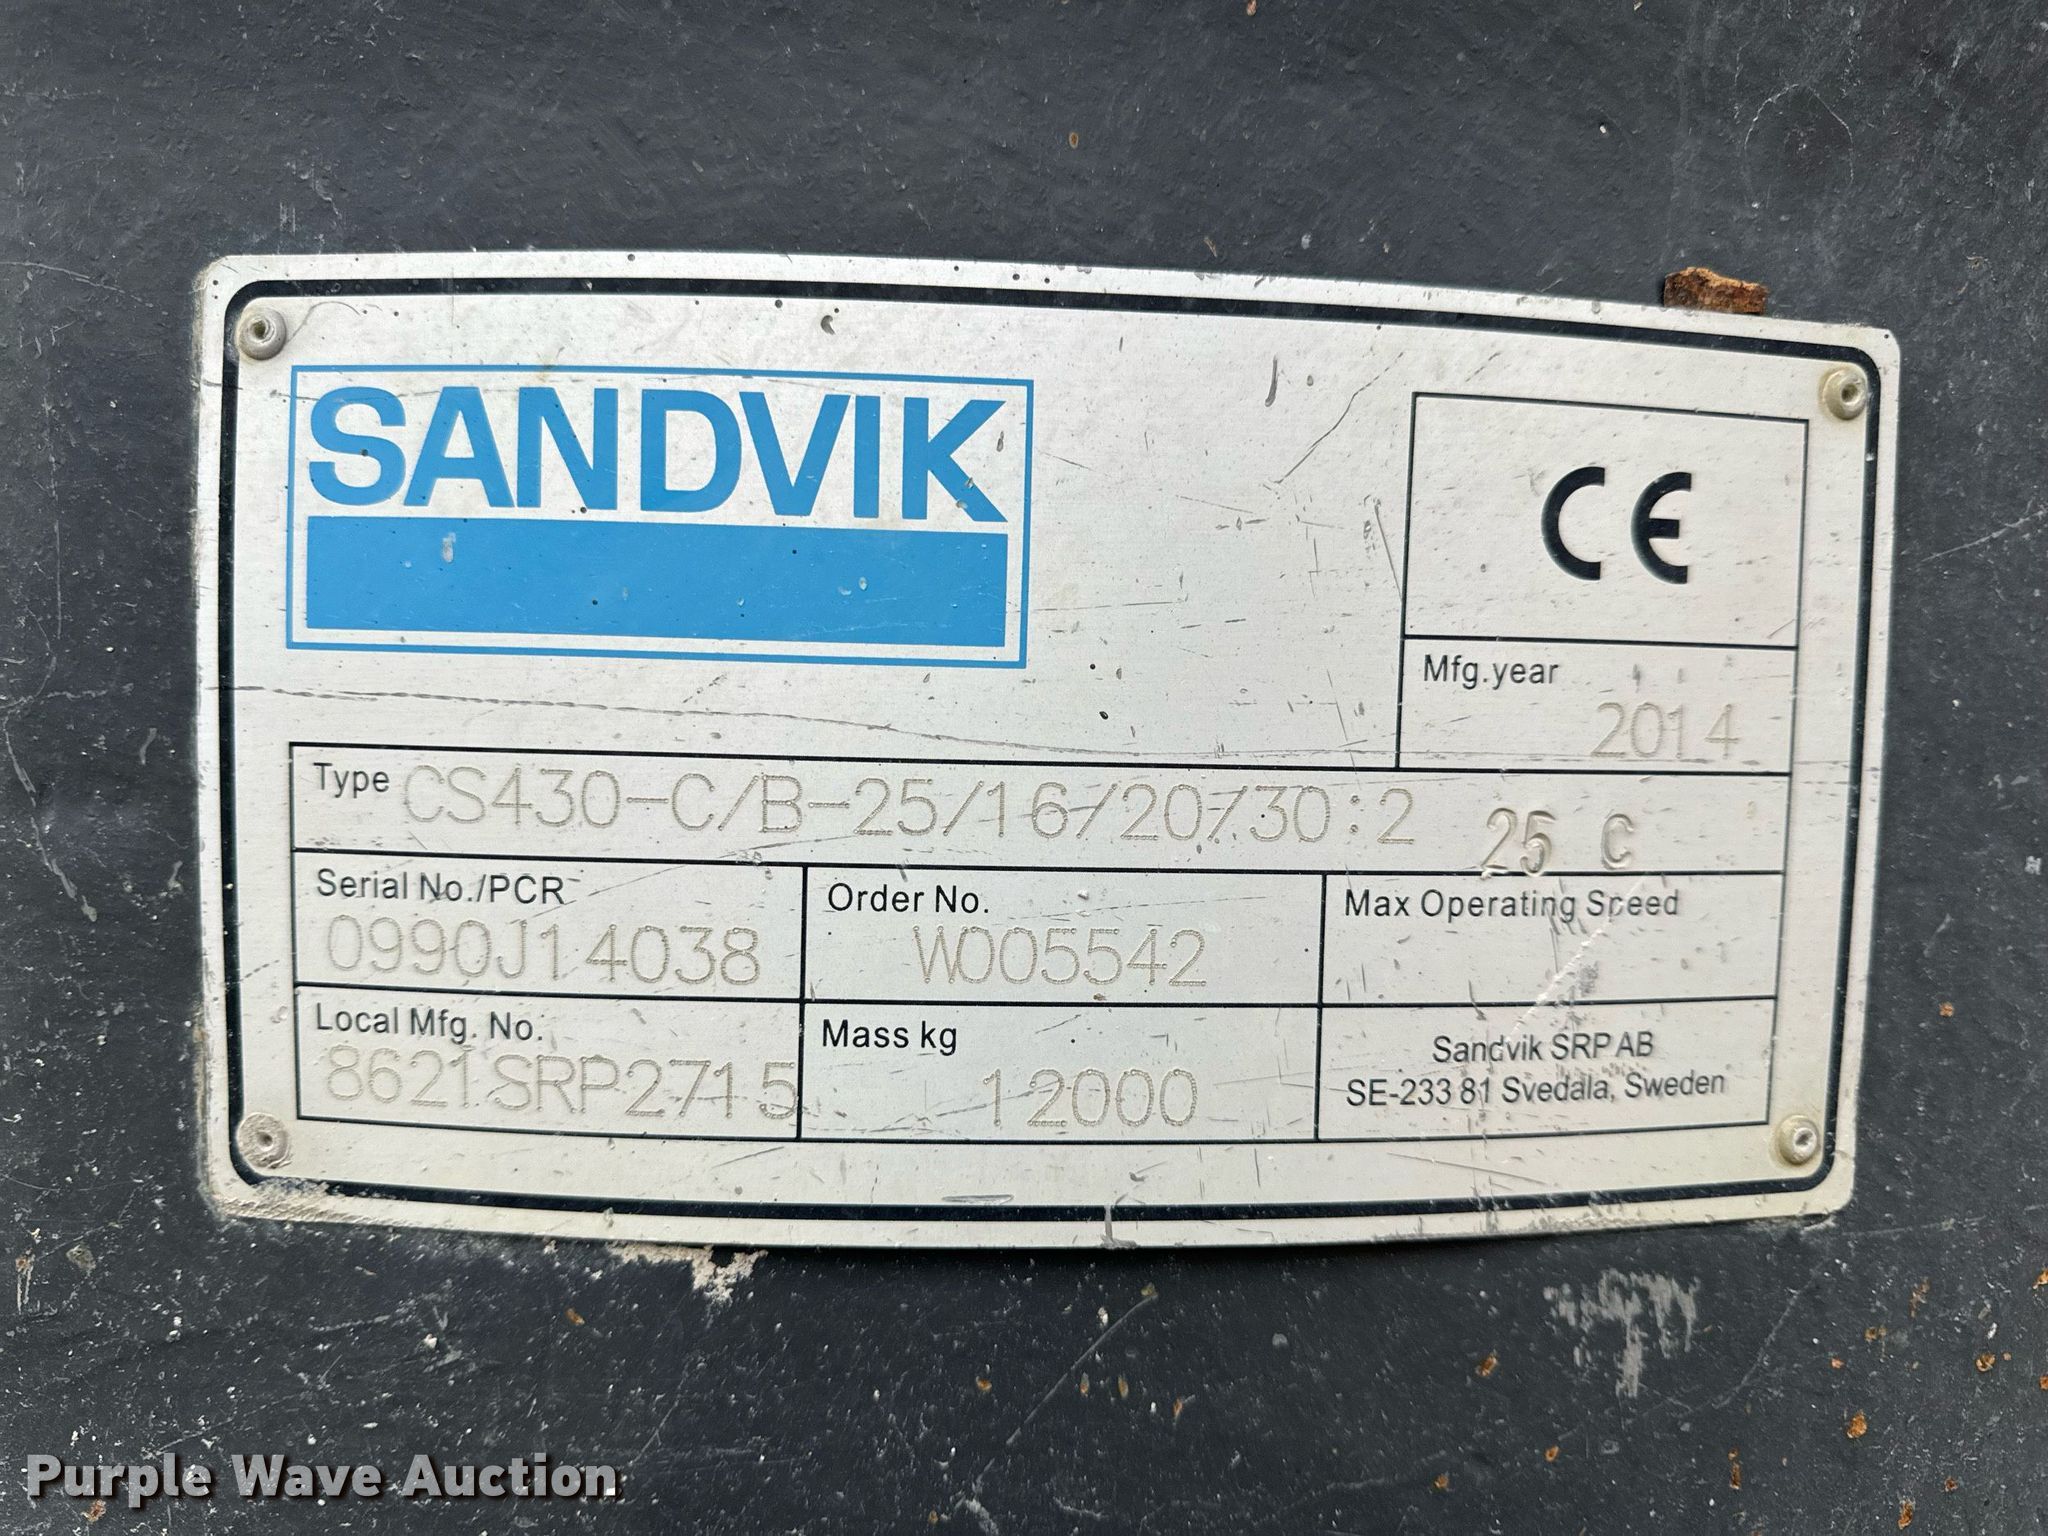 SANDVIK
CE
Mfg.year
2014
Type CS430-C/B-25/16/20/30:2 25 C
Serial No./PCR
0990J14038
Order No.
W005542
Max Operating Speed
Local Mfg. No.
8621SRP2715
Mass kg
12000
Sandvik SRP AB
SE-233 81 Svedala, Sweden
Purple Wave Auction